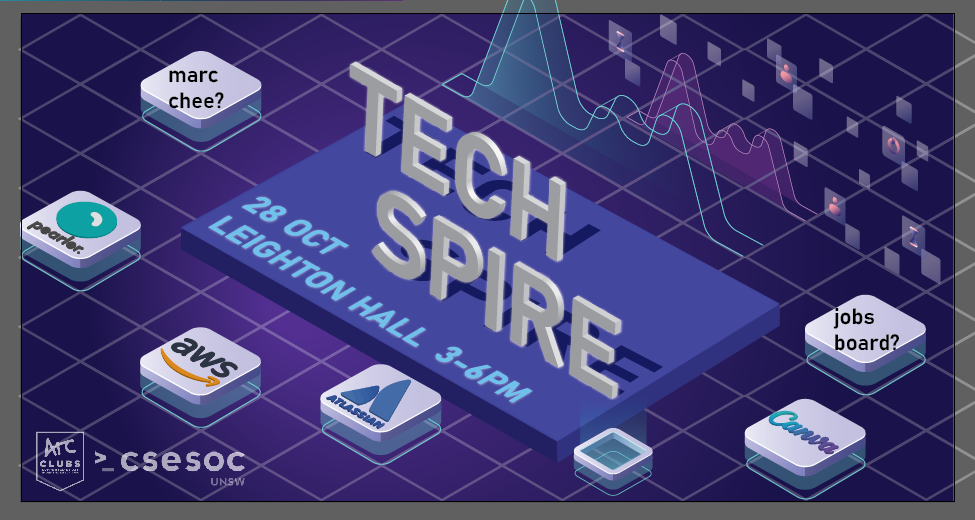 marc
chee?
TECH
SPIRE
28 OCT
LEIGHTON HALL 3-6PM
pearler.
aws
ATLASSIAN
jobs
board?
Canva
Arc
CLUBS
>_ csesoc
UNSW